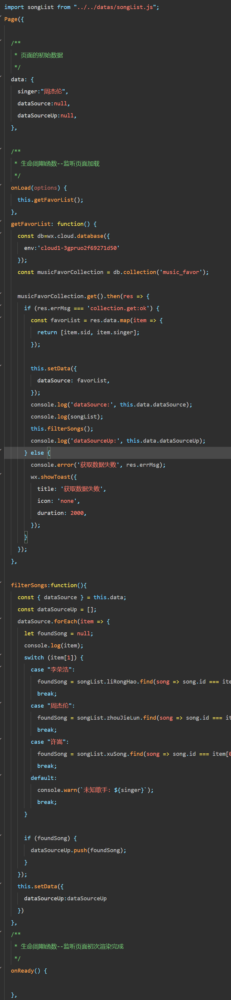 import songList from "../../datas/songList.js";
Page({
/**
* 页面的初始数据
*/
data: {
singer:"周杰伦",
dataSource:null,
dataSourceUp:null,
},
/**
* 生命周期函数--监听页面加载
*/
onLoad(options) {
this.getFavorList();
},
getFavorList: function() {
const db=wx.cloud.database({
env:'cloud1-3gpruo2f69271d50'
});
const musicFavorCollection = db.collection('music_favor');
musicFavorCollection.get().then(res => {
if (res.errMsg === 'collection.get:ok') {
const favorList = res.data.map(item => {
return [item.sid, item.singer];
});
this.setData({
dataSource: favorList,
});
console.log('dataSource:', this.data.dataSource);
console.log(songList);
this.filterSongs();
console.log('dataSourceUp:', this.data.dataSourceUp);
} else {
console.error('获取数据失败', res.errMsg);
wx.showToast({
title: '获取数据失败',
icon: 'none',
duration: 2000,
});
}
});
},
filterSongs:function(){
const { dataSource } = this.data;
const dataSourceUp = [];
dataSource.forEach(item => {
let foundSong = null;
console.log(item);
switch (item[1]) {
case "李荣浩":
foundSong = songList.liRongHao.find(song => song.id === ite
break;
case "周杰伦":
foundSong = songList.zhouJieLun.find(song => song.id === it
break;
case "许嵩":
foundSong = songList.xuSong.find(song => song.id === item[0
break;
default:
console.warn(`未知歌手: ${singer}`);
break;
}
if (foundSong) {
dataSourceUp.push(foundSong);
}
});
this.setData({
dataSourceUp:dataSourceUp
})
},
/**
* 生命周期函数--监听页面初次渲染完成
*/
onReady() {
},